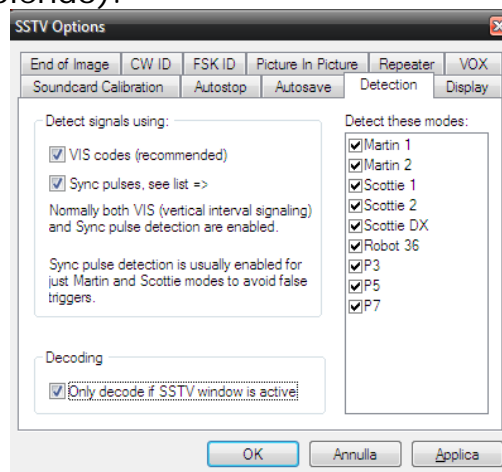 SSTV Options
End of Image CW ID FSK ID Picture In Picture Repeater VOX
Soundcard Calibration Autostop Autosave Detection Display
Detect signals using:
VIS codes (recommended)
Sync pulses, see list =>
Normally both VIS (vertical interval signaling)
and Sync pulse detection are enabled.
Sync pulse detection is usually enabled for
just Martin and Scottie modes to avoid false
triggers.
Detect these modes:
Martin 1
Martin 2
Scottie 1
Scottie 2
Scottie DX
Robot 36
P3
P5
P7
Decoding
Only decode if SSTV window is active
OK Annulla Applica